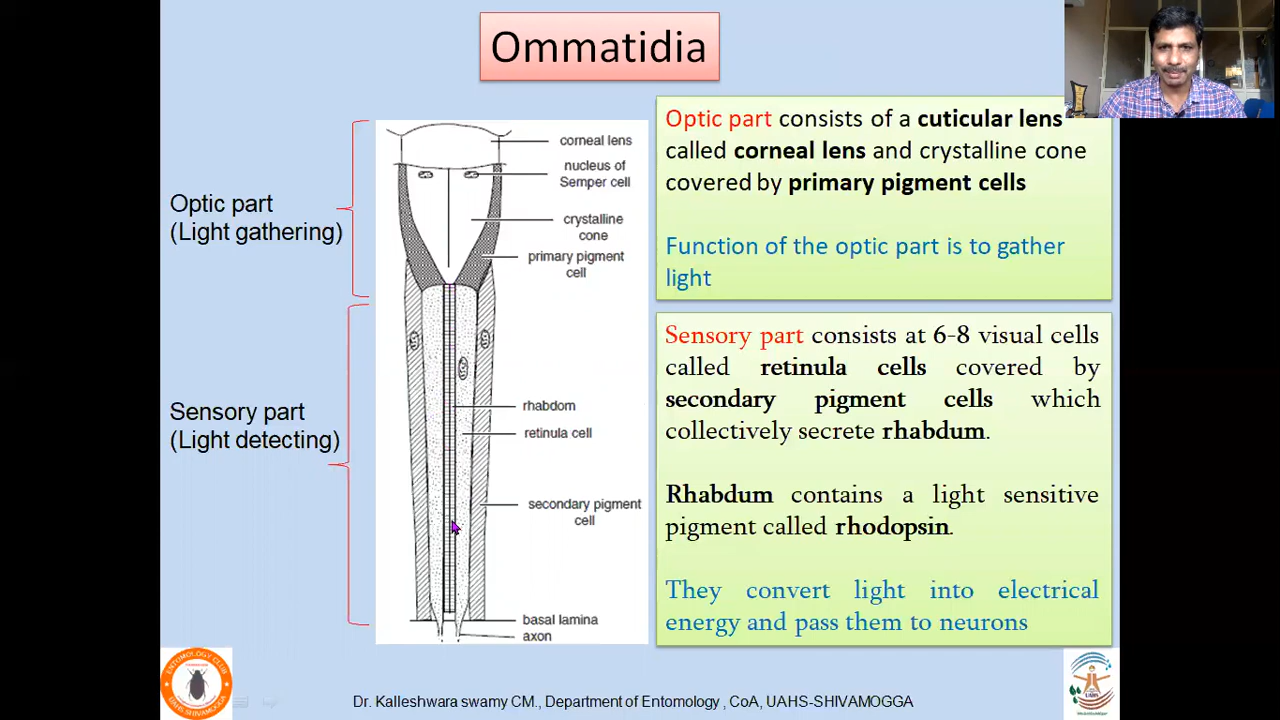 Ommatidia
Optic part
(Light gathering)
Sensory part
(Light detecting)
corneal lens
nucleus of
Semper cell
crystalline
cone
primary pigment
cell
rhabdom
retinula cell
secondary pigment
cell
basal lamina
axon
Optic part consists of a cuticular lens
called corneal lens and crystalline cone
covered by primary pigment cells
Function of the optic part is to gather
light
Sensory part consists at 6-8 visual cells
called retinula cells covered by
secondary pigment cells which
collectively secrete rhabdum.
Rhabdum contains a light sensitive
pigment called rhodopsin.
They convert light into electrical
energy and pass them to neurons
ENTOMOLOGY CLUB
UAHS SHIVAMOGGA
UAHS
Dr. Kalleshwara swamy CM., Department of Entomology , CoA, UAHS-SHIVAMOOGA